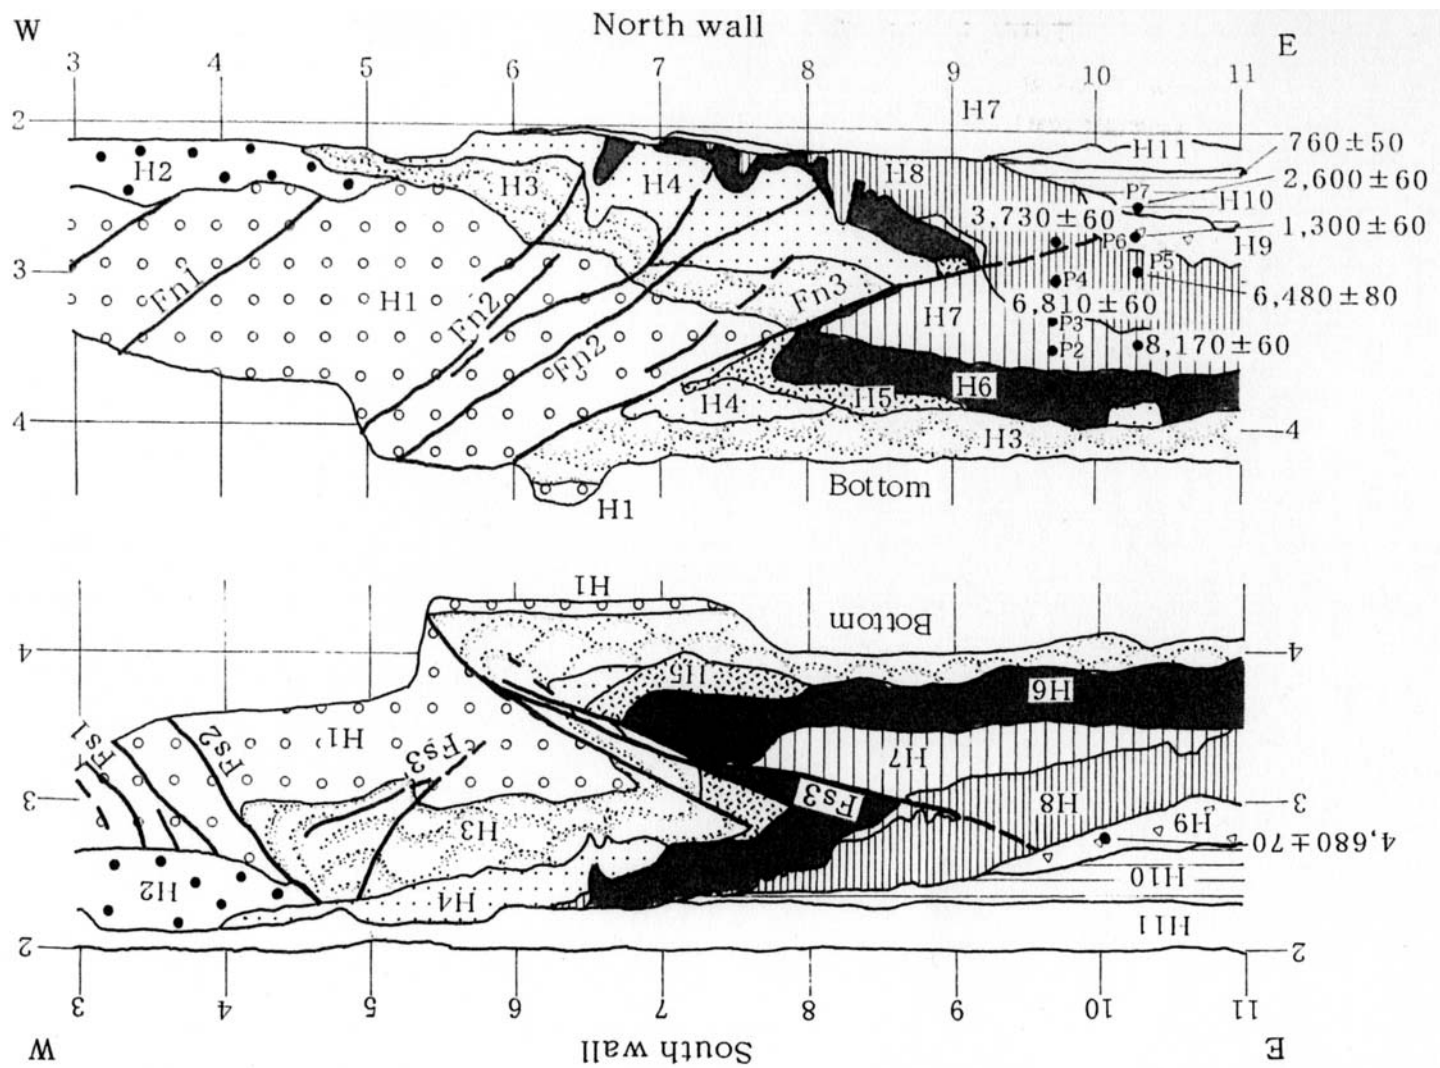 W North wall E
3 4 5 6 7 8 9 10 11
2 H7
H11 760±50
H2 H3 H4 H8 P7 2,600±60
3,730±60 H10
P6 1,300±60
H9
3 P5
Fn1 H1 Fn2 Fn3 P4 6,480±80
6,810±60
H7 P3
Fn2 P2 8,170±60
H6
H4 H5
4 H3 4
Bottom
H1
H1
Bottom
4 4
H5 H6
Fs1 Fs2 H1 Fs3 H7
3 Fs3 H8 3
H3 H9
4,680±70
H2 H4 H10
H11
2 2
3 4 5 6 7 8 9 10 11
W South wall E